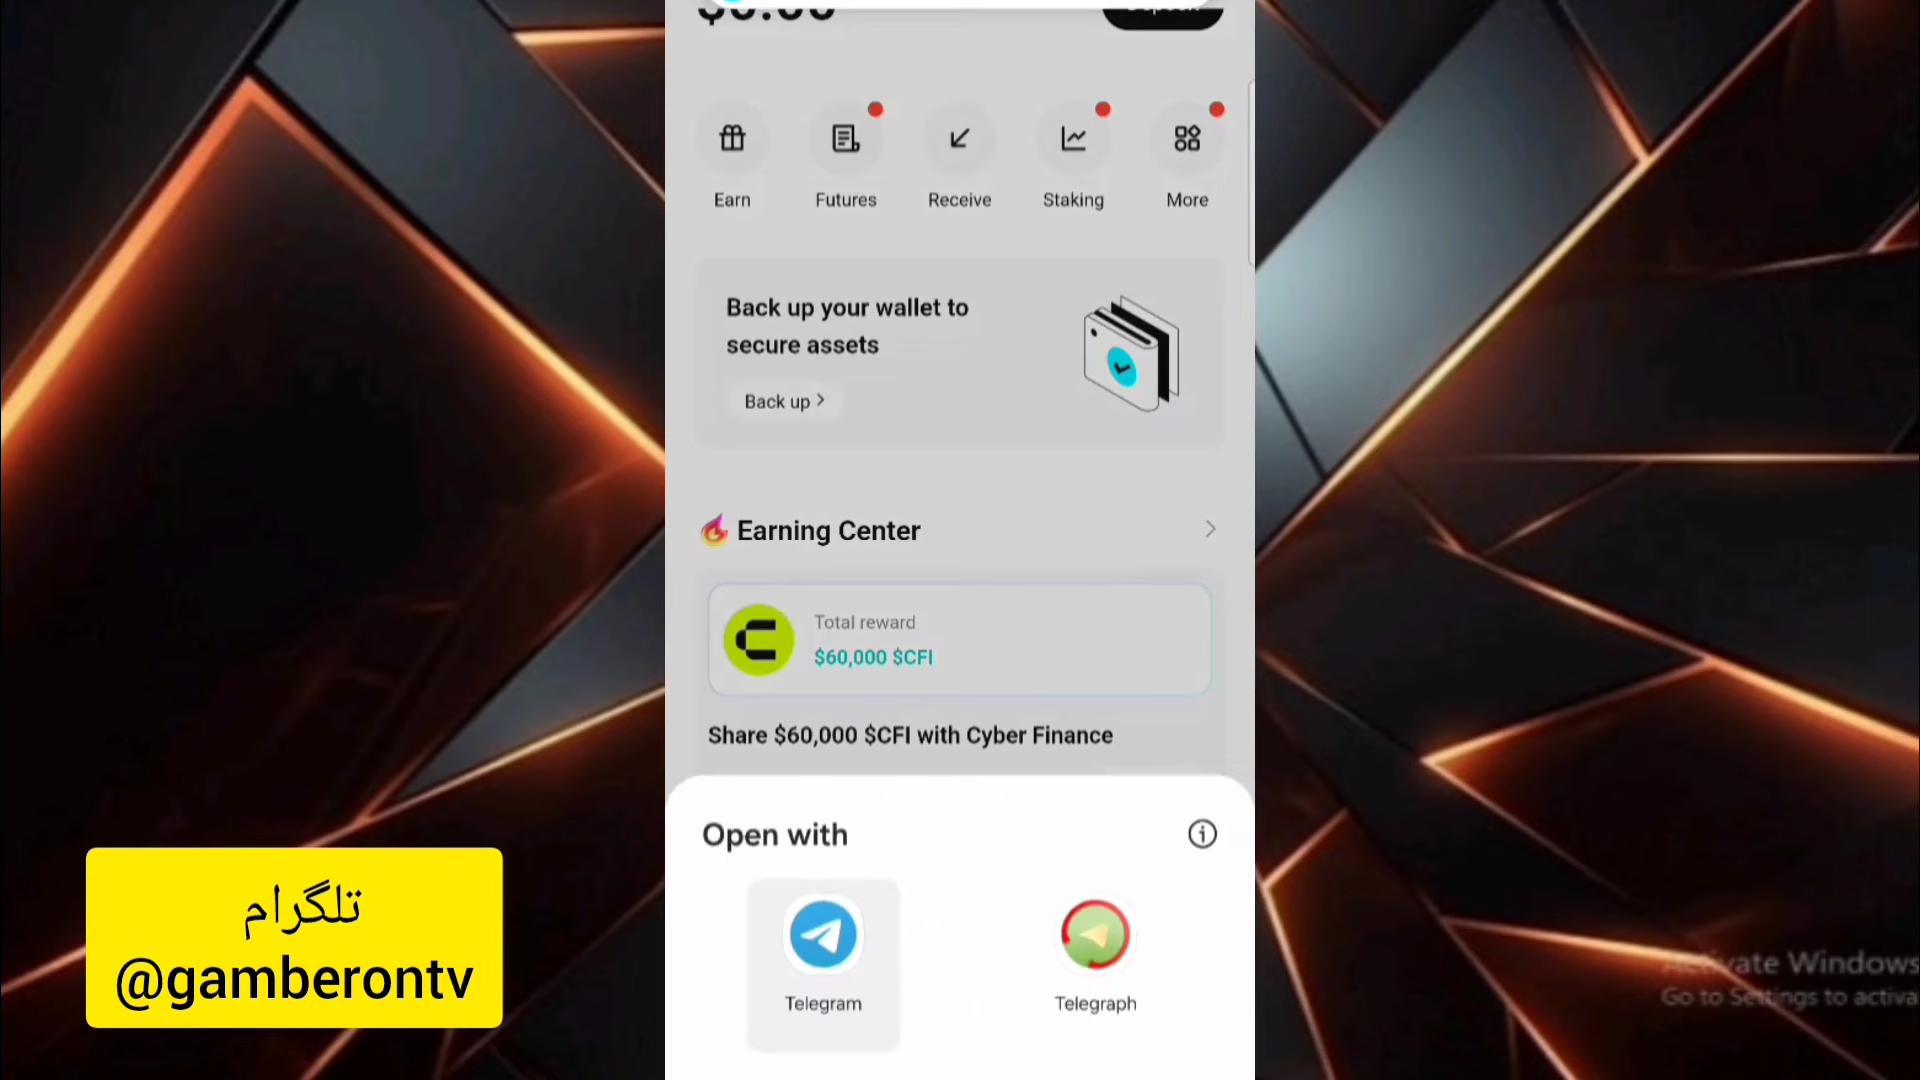 Earn
Futures
Receive
Staking
More
Back up your wallet to
secure assets
Back up
Earning Center
Total reward
$60,000 $CFI
Share $60,000 $CFI with Cyber Finance
Open with
Telegram
Telegraph
تلگرام
@gamberontv
Activate Windows
Go to Settings to activa